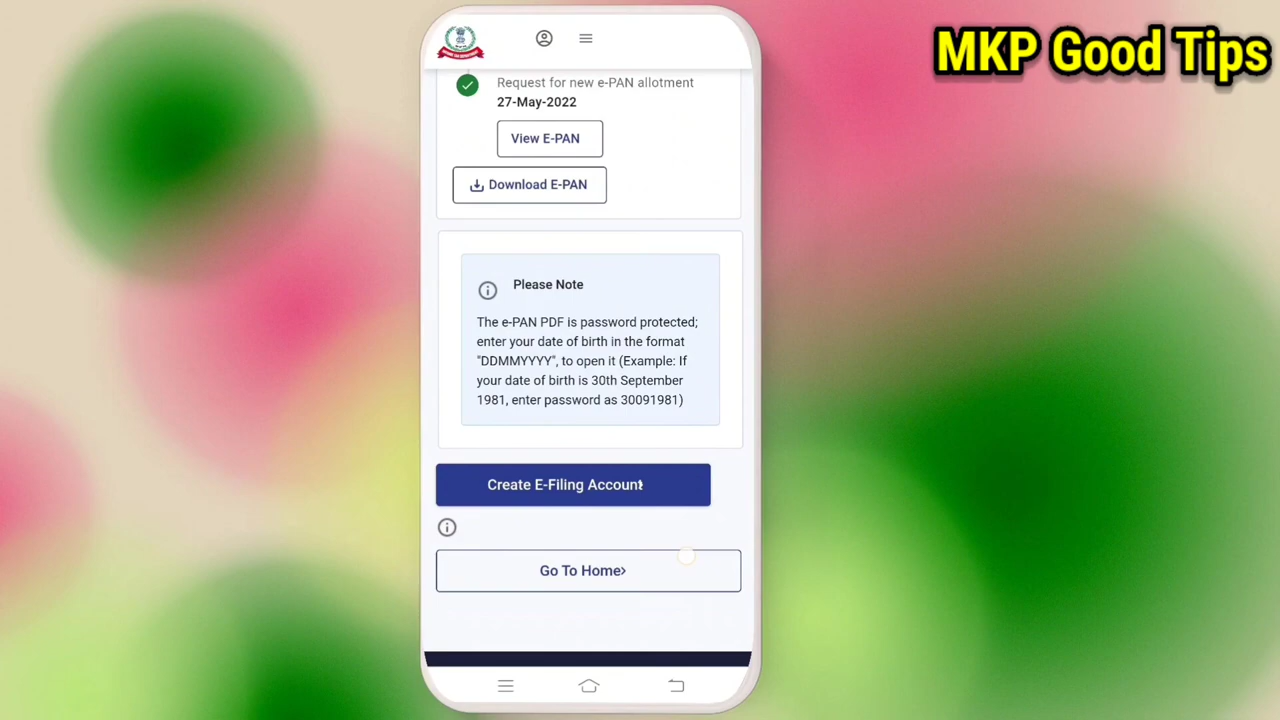 MKP Good Tips
Request for new e-PAN allotment
27-May-2022
View E-PAN
Download E-PAN
Please Note
The e-PAN PDF is password protected;
enter your date of birth in the format
"DDMMYYYY", to open it (Example: If
your date of birth is 30th September
1981, enter password as 30091981)
Create E-Filing Account
Go To Home